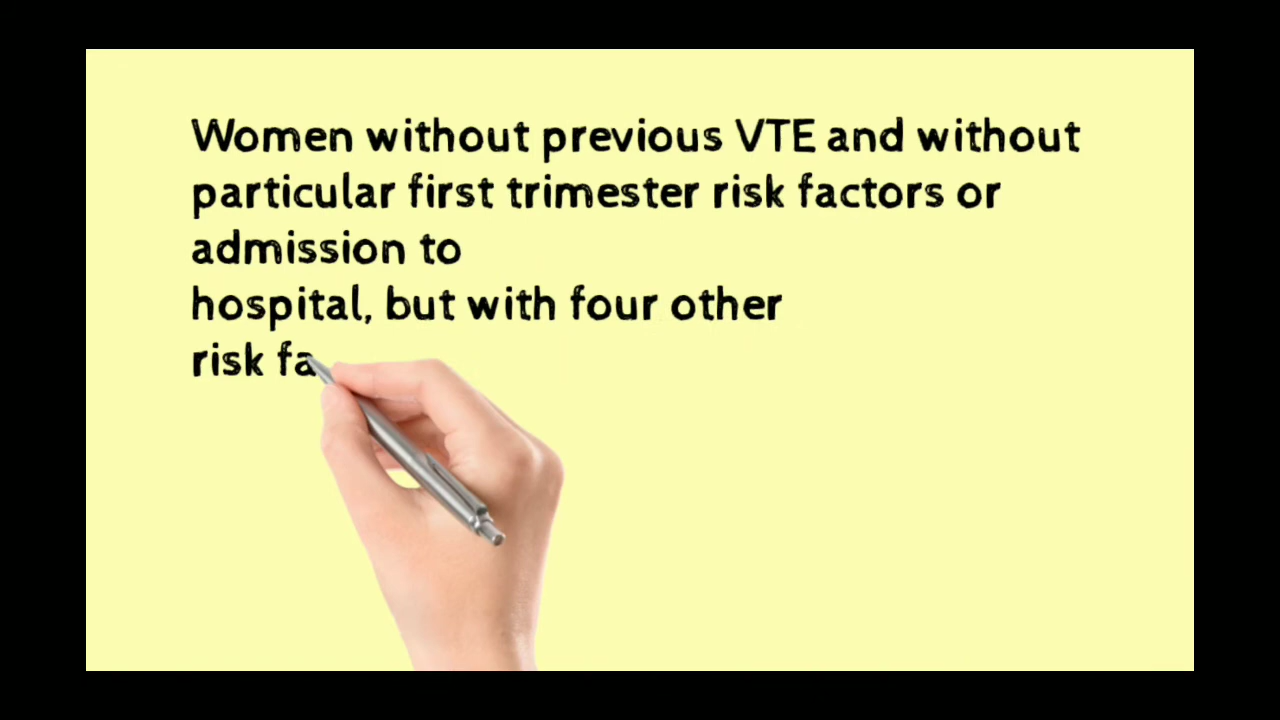 Women without previous VTE and without
particular first trimester risk factors or
admission to
hospital, but with four other
risk fa